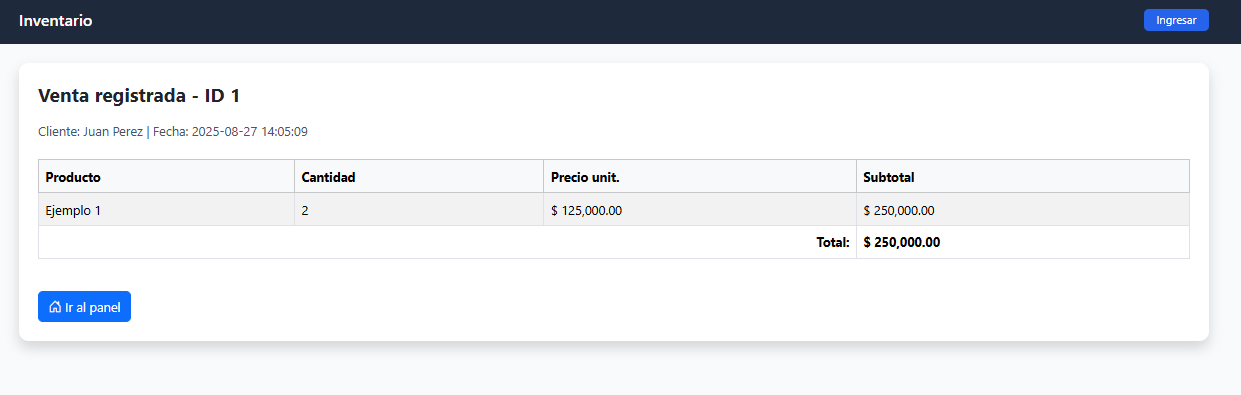 Inventario
Ingresar
Venta registrada - ID 1
Cliente: Juan Perez | Fecha: 2025-08-27 14:05:09
Producto Cantidad Precio unit. Subtotal
Ejemplo 1 2 $ 125,000.00 $ 250,000.00
Total: $ 250,000.00
Ir al panel